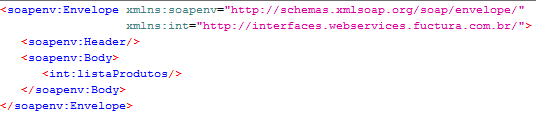 <soapenv:Envelope xmlns:soapenv="http://schemas.xmlsoap.org/soap/envelope/"
xmlns:int="http://interfaces.webservices.fuctura.com.br/">
<soapenv:Header/>
<soapenv:Body>
<int:listaProdutos/>
</soapenv:Body>
</soapenv:Envelope>